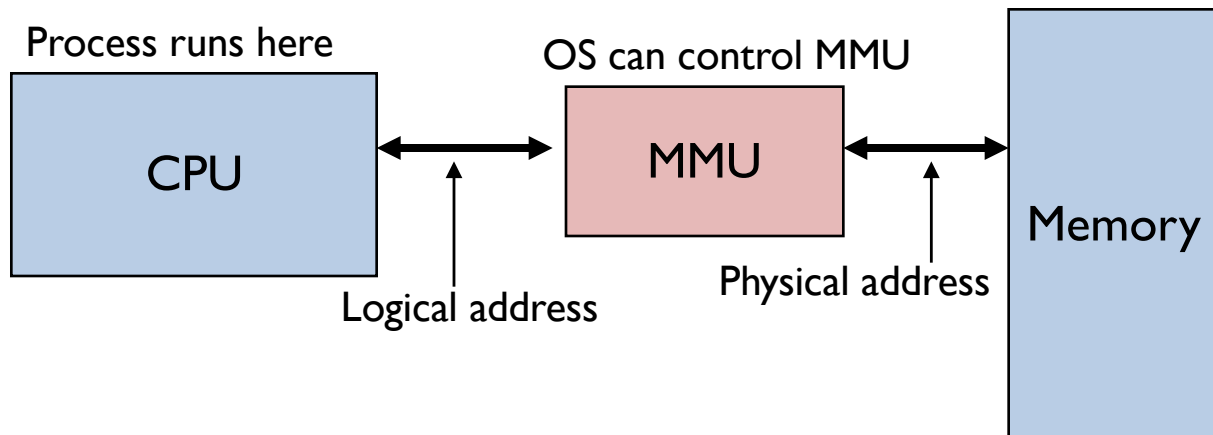 Process runs here
OS can control MMU
CPU
MMU
Memory
Logical address
Physical address